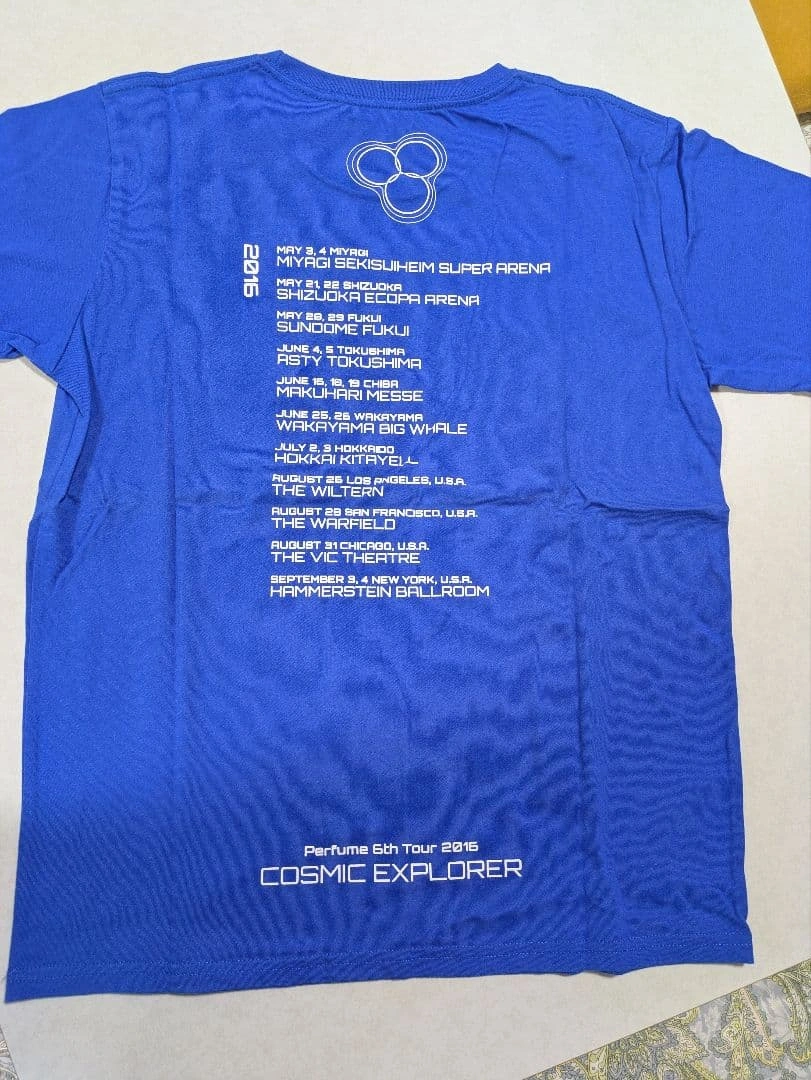 2016
MAY 3, 4 MIYAGI
MIYAGI SEKISUIHEIM SUPER ARENA
MAY 21, 22 SHIZUOKA
SHIZUOKA ECOPA ARENA
MAY 28, 29 FUKUI
SUNDOME FUKUI
JUNE 4, 5 TOKUSHIMA
ASTY TOKUSHIMA
JUNE 16, 18, 19 CHIBA
MAKUHARI MESSE
JUNE 25, 26 WAKAYAMA
WAKAYAMA BIG WHALE
JULY 2, 3 HOKKAIDO
HOKKAI KITAYELL
AUGUST 26 LOS ANGELES, U.S.A.
THE WILTERN
AUGUST 28 SAN FRANCISCO, U.S.A.
THE WARFIELD
AUGUST 31 CHICAGO, U.S.A.
THE VIC THEATRE
SEPTEMBER 3, 4 NEW YORK, U.S.A.
HAMMERSTEIN BALLROOM
Perfume 6th Tour 2016
COSMIC EXPLORER